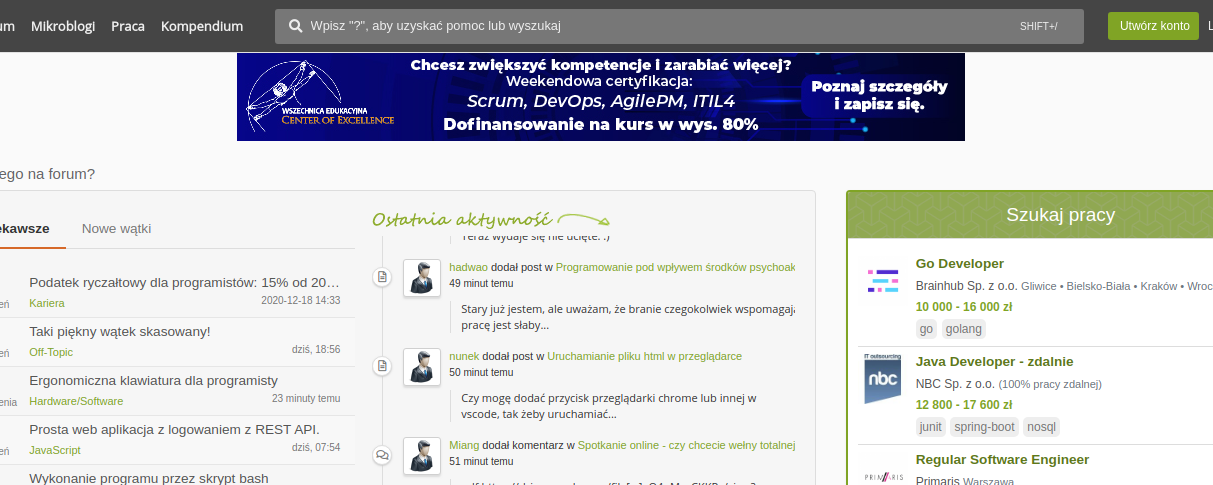 um Mikroblogi Praca Kompendium Wpisz "?", aby uzyskać pomoc lub wyszukaj SHIFT+/ Utwórz konto L
WSZECHNICA EDUKACYJNA
CENTER OF EXCELLENCE
Chcesz zwiększyć kompetencje i zarabiać więcej?
Weekendowa certyfikacja:
Scrum, DevOps, AgilePM, ITIL4
Dofinansowanie na kurs w wys. 80%
Poznaj szczegóły
i zapisz się.
ego na forum?
ekawsze Nowe wątki
Podatek ryczałtowy dla programistów: 15% od 20…
eń Kariera 2020-12-18 14:33
Taki piękny wątek skasowany!
eń Off-Topic dziś, 18:56
Ergonomiczna klawiatura dla programisty
enia Hardware/Software 23 minuty temu
Prosta web aplikacja z logowaniem z REST API.
eń JavaScript dziś, 07:54
Wykonanie programu przez skrypt bash
Ostatnia aktywność
Teraz wydaje się nie ucięte. :)
hadwao dodał post w Programowanie pod wpływem środków psychoak
49 minut temu
Stary już jestem, ale uważam, że branie czegokolwiek wspomagaja
pracę jest słaby...
nunek dodał post w Uruchamianie pliku html w przeglądarce
50 minut temu
Czy mogę dodać przycisk przeglądarki chrome lub innej w
vscode, tak żeby uruchamiać...
Miang dodał komentarz w Spotkanie online - czy chcecie wełny totalnej
51 minut temu
Szukaj pracy
Go Developer
Brainhub Sp. z o.o. Gliwice • Bielsko-Biała • Kraków • Wroc
10 000 - 16 000 zł
go golang
IT outsourcing
nbc
Java Developer - zdalnie
NBC Sp. z o.o. (100% pracy zdalnej)
12 800 - 17 600 zł
junit spring-boot nosql
PRIMARIS
Regular Software Engineer
Primaris Warszawa